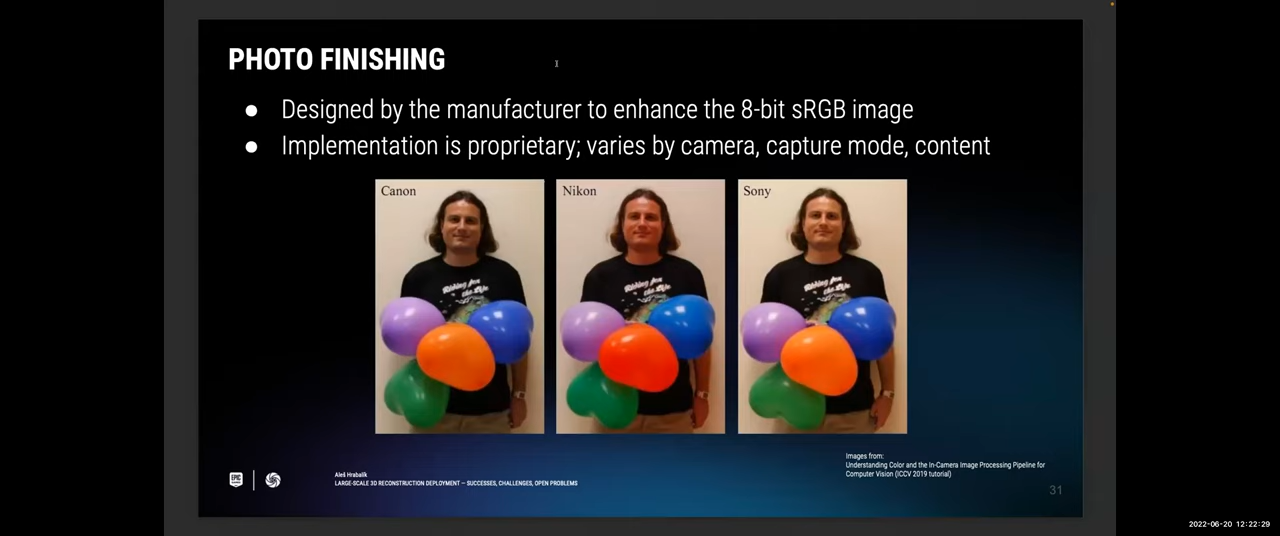 PHOTO FINISHING
● Designed by the manufacturer to enhance the 8-bit sRGB image
● Implementation is proprietary; varies by camera, capture mode, content
Canon
Nikon
Sony
Images from:
Understanding Color and the In-Camera Image Processing Pipeline for
Computer Vision (ICCV 2019 tutorial)
EPIC
Aleš Hrabalík
LARGE-SCALE 3D RECONSTRUCTION DEPLOYMENT – SUCCESSES, CHALLENGES, OPEN PROBLEMS
31
2022-06-20 12:22:29